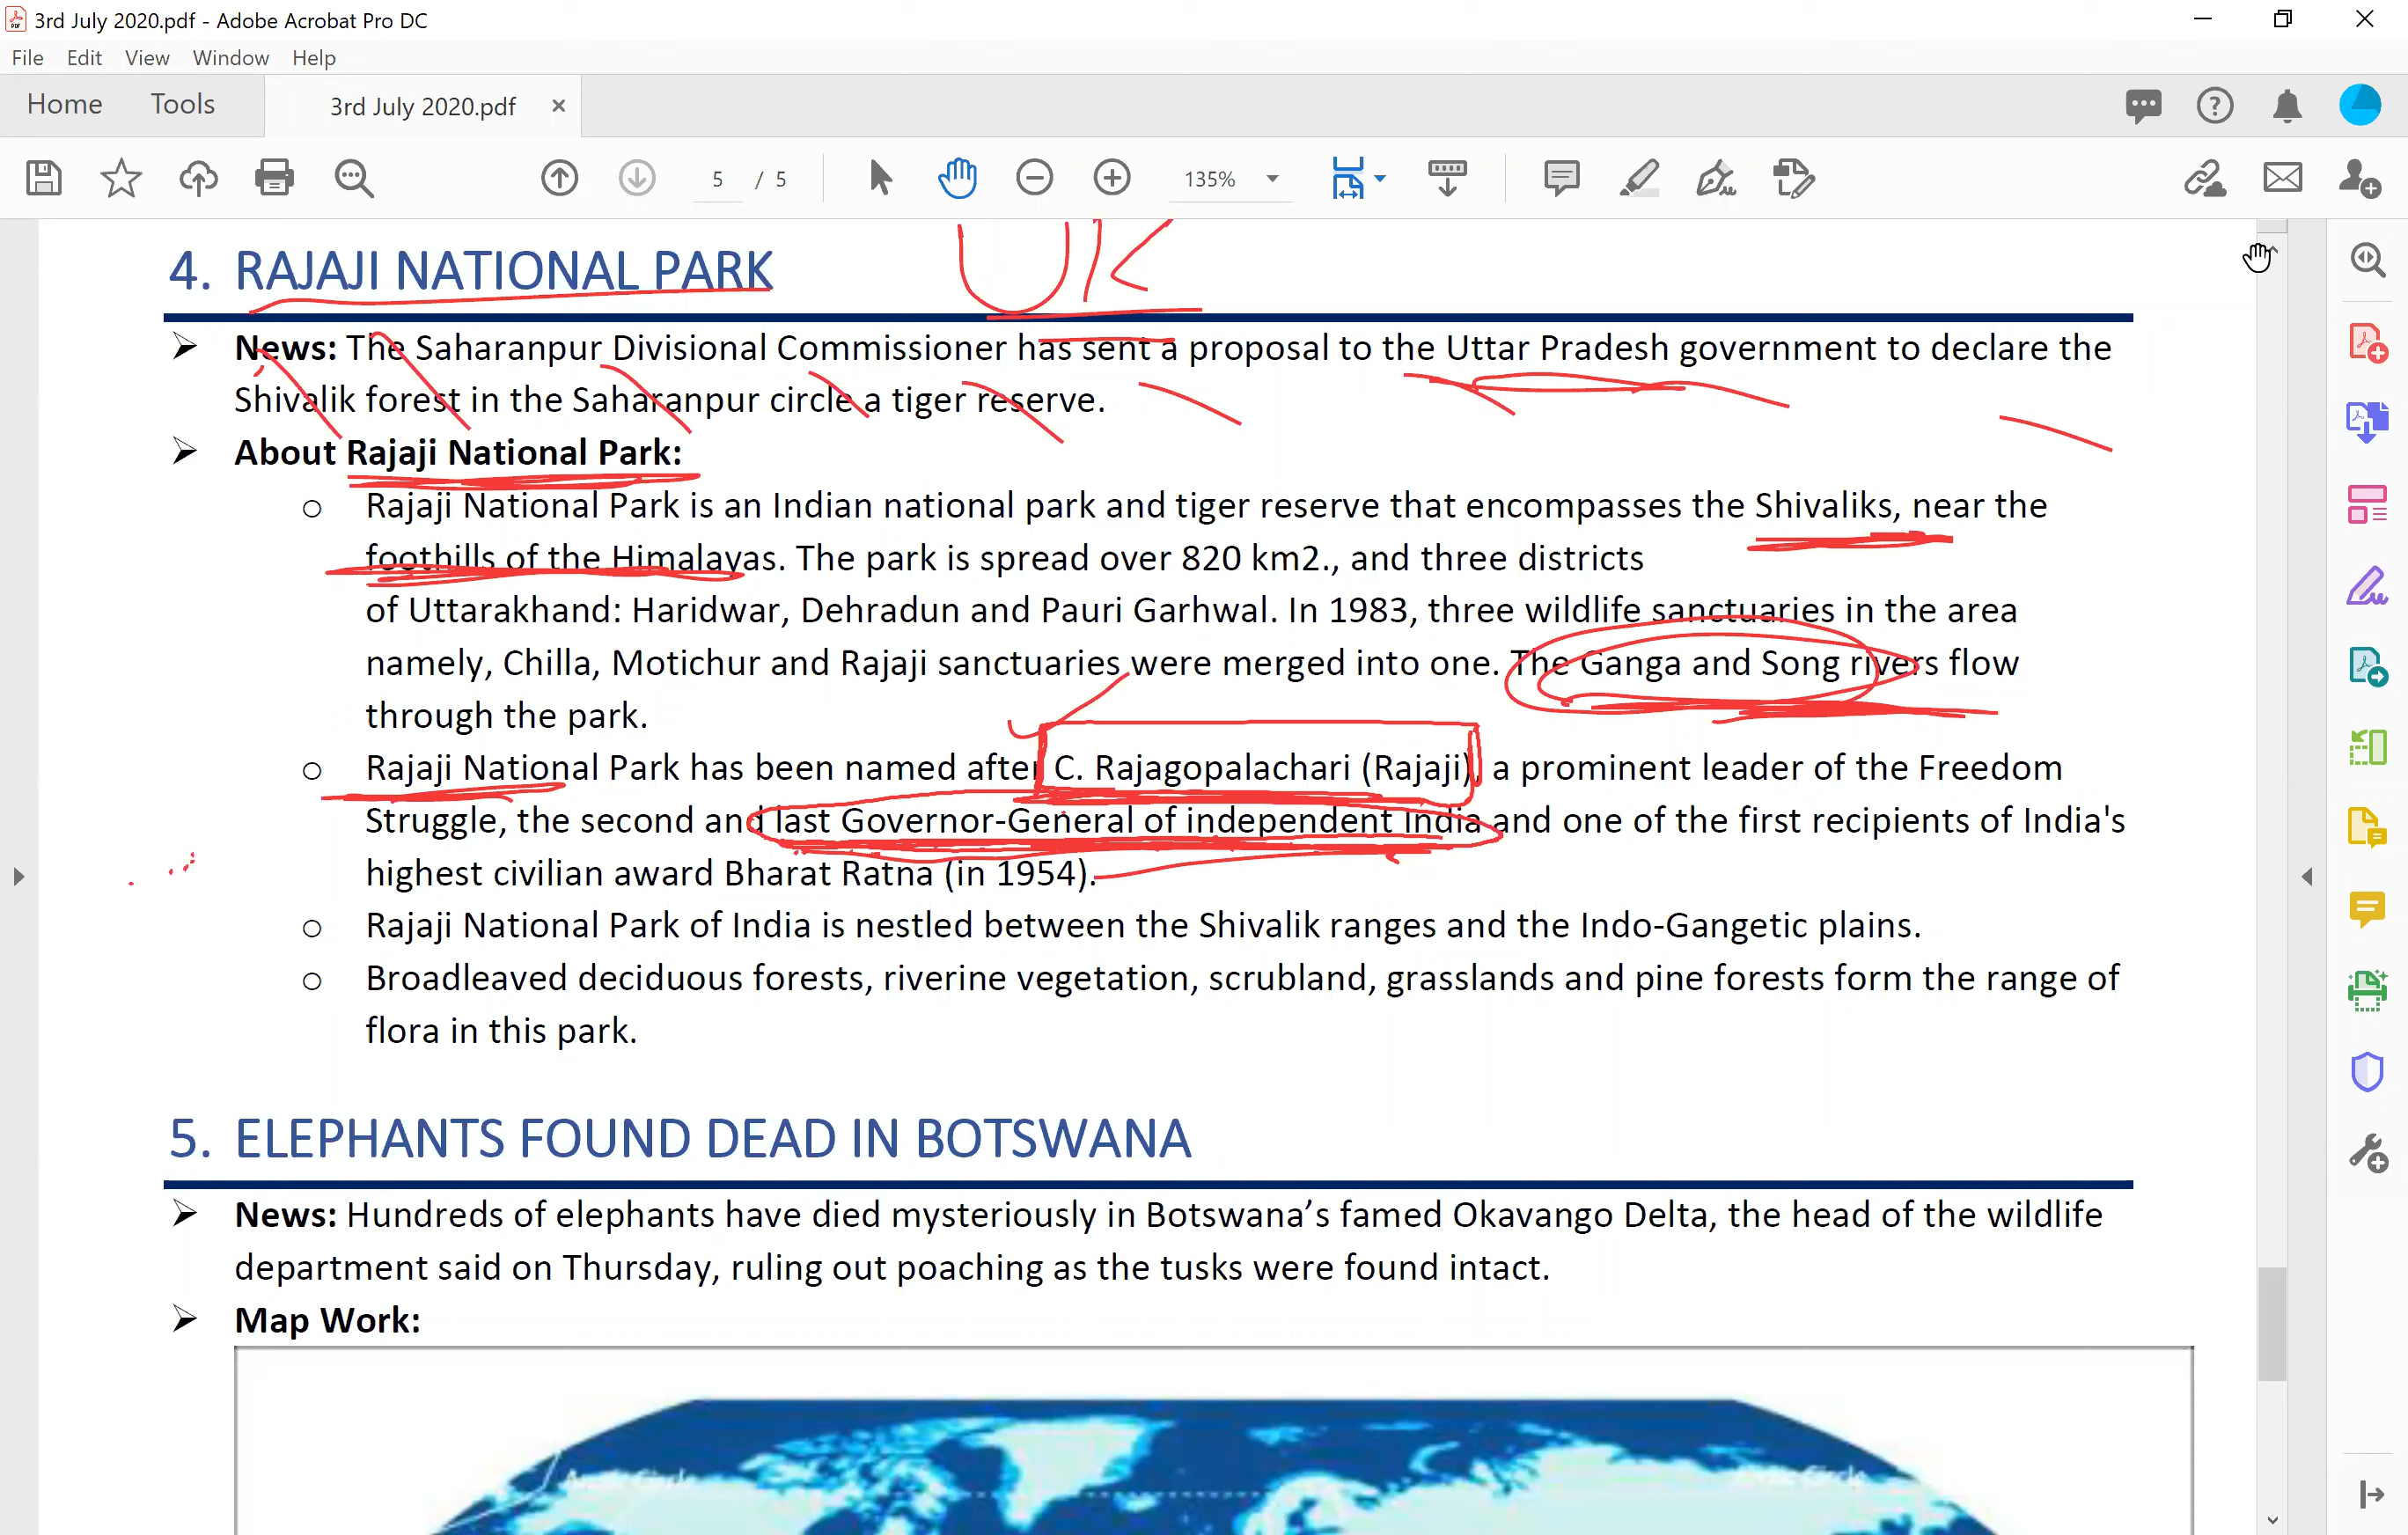 3rd July 2020.pdf - Adobe Acrobat Pro DC
File Edit View Window Help
Home Tools 3rd July 2020.pdf ×
5 / 5 135%
UK
4. RAJAJI NATIONAL PARK
➢ News: The Saharanpur Divisional Commissioner has sent a proposal to the Uttar Pradesh government to declare the
Shivalik forest in the Saharanpur circle a tiger reserve.
➢ About Rajaji National Park:
o Rajaji National Park is an Indian national park and tiger reserve that encompasses the Shivaliks, near the
foothills of the Himalayas. The park is spread over 820 km2., and three districts
of Uttarakhand: Haridwar, Dehradun and Pauri Garhwal. In 1983, three wildlife sanctuaries in the area
namely, Chilla, Motichur and Rajaji sanctuaries were merged into one. The Ganga and Song rivers flow
through the park.
o Rajaji National Park has been named after C. Rajagopalachari (Rajaji), a prominent leader of the Freedom
Struggle, the second and last Governor-General of independent India and one of the first recipients of India's
highest civilian award Bharat Ratna (in 1954).
o Rajaji National Park of India is nestled between the Shivalik ranges and the Indo-Gangetic plains.
o Broadleaved deciduous forests, riverine vegetation, scrubland, grasslands and pine forests form the range of
flora in this park.
5. ELEPHANTS FOUND DEAD IN BOTSWANA
➢ News: Hundreds of elephants have died mysteriously in Botswana’s famed Okavango Delta, the head of the wildlife
department said on Thursday, ruling out poaching as the tusks were found intact.
➢ Map Work: